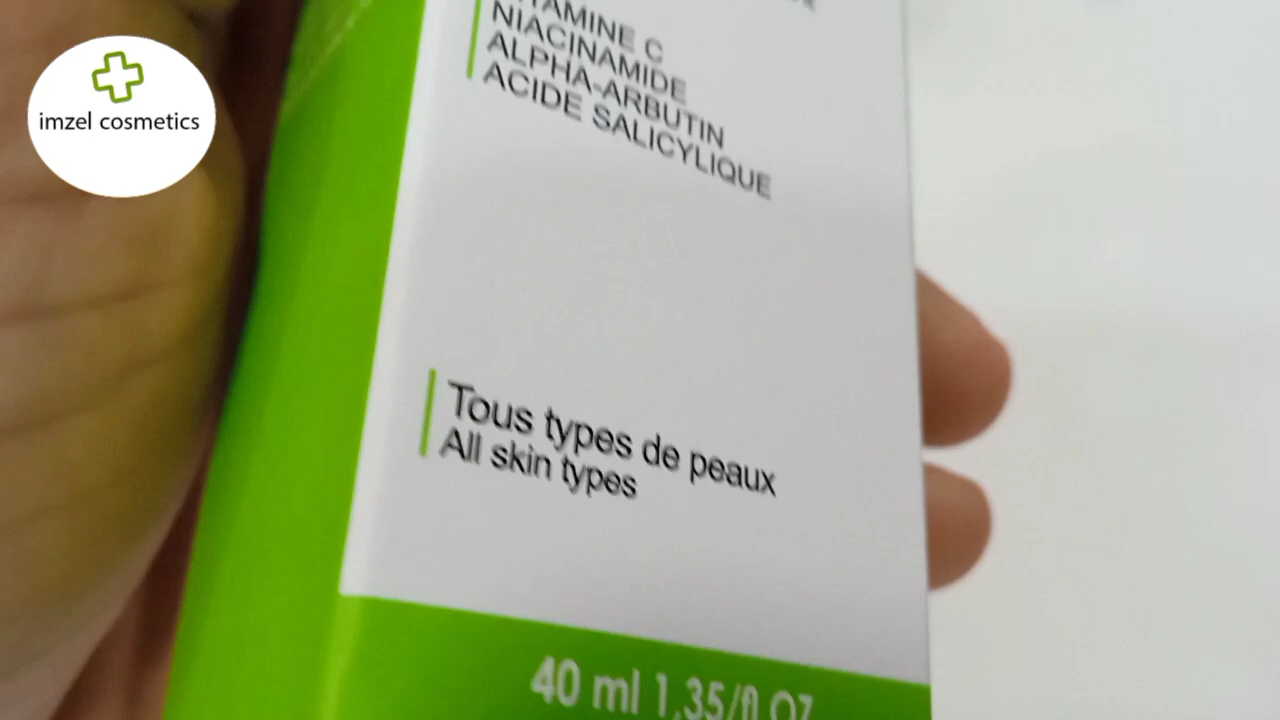 imzel cosmetics
VITAMINE C
NIACINAMIDE
ALPHA-ARBUTIN
ACIDE SALICYLIQUE
Tous types de peaux
All skin types
40 ml 1,35/fl OZ